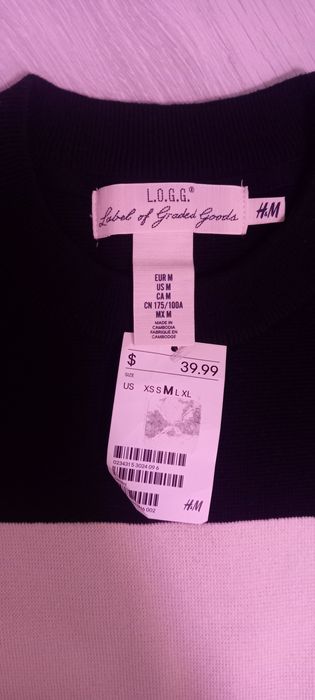 L.O.G.G.®
Label of Graded Goods
H&M
EUR M
US M
CA M
CN 175/100A
MX M
MADE IN
CAMBODIA
FABRIQUÉ EN
CAMBODGE
$ 39.99
SIZE
US XS S M L XL
H&M